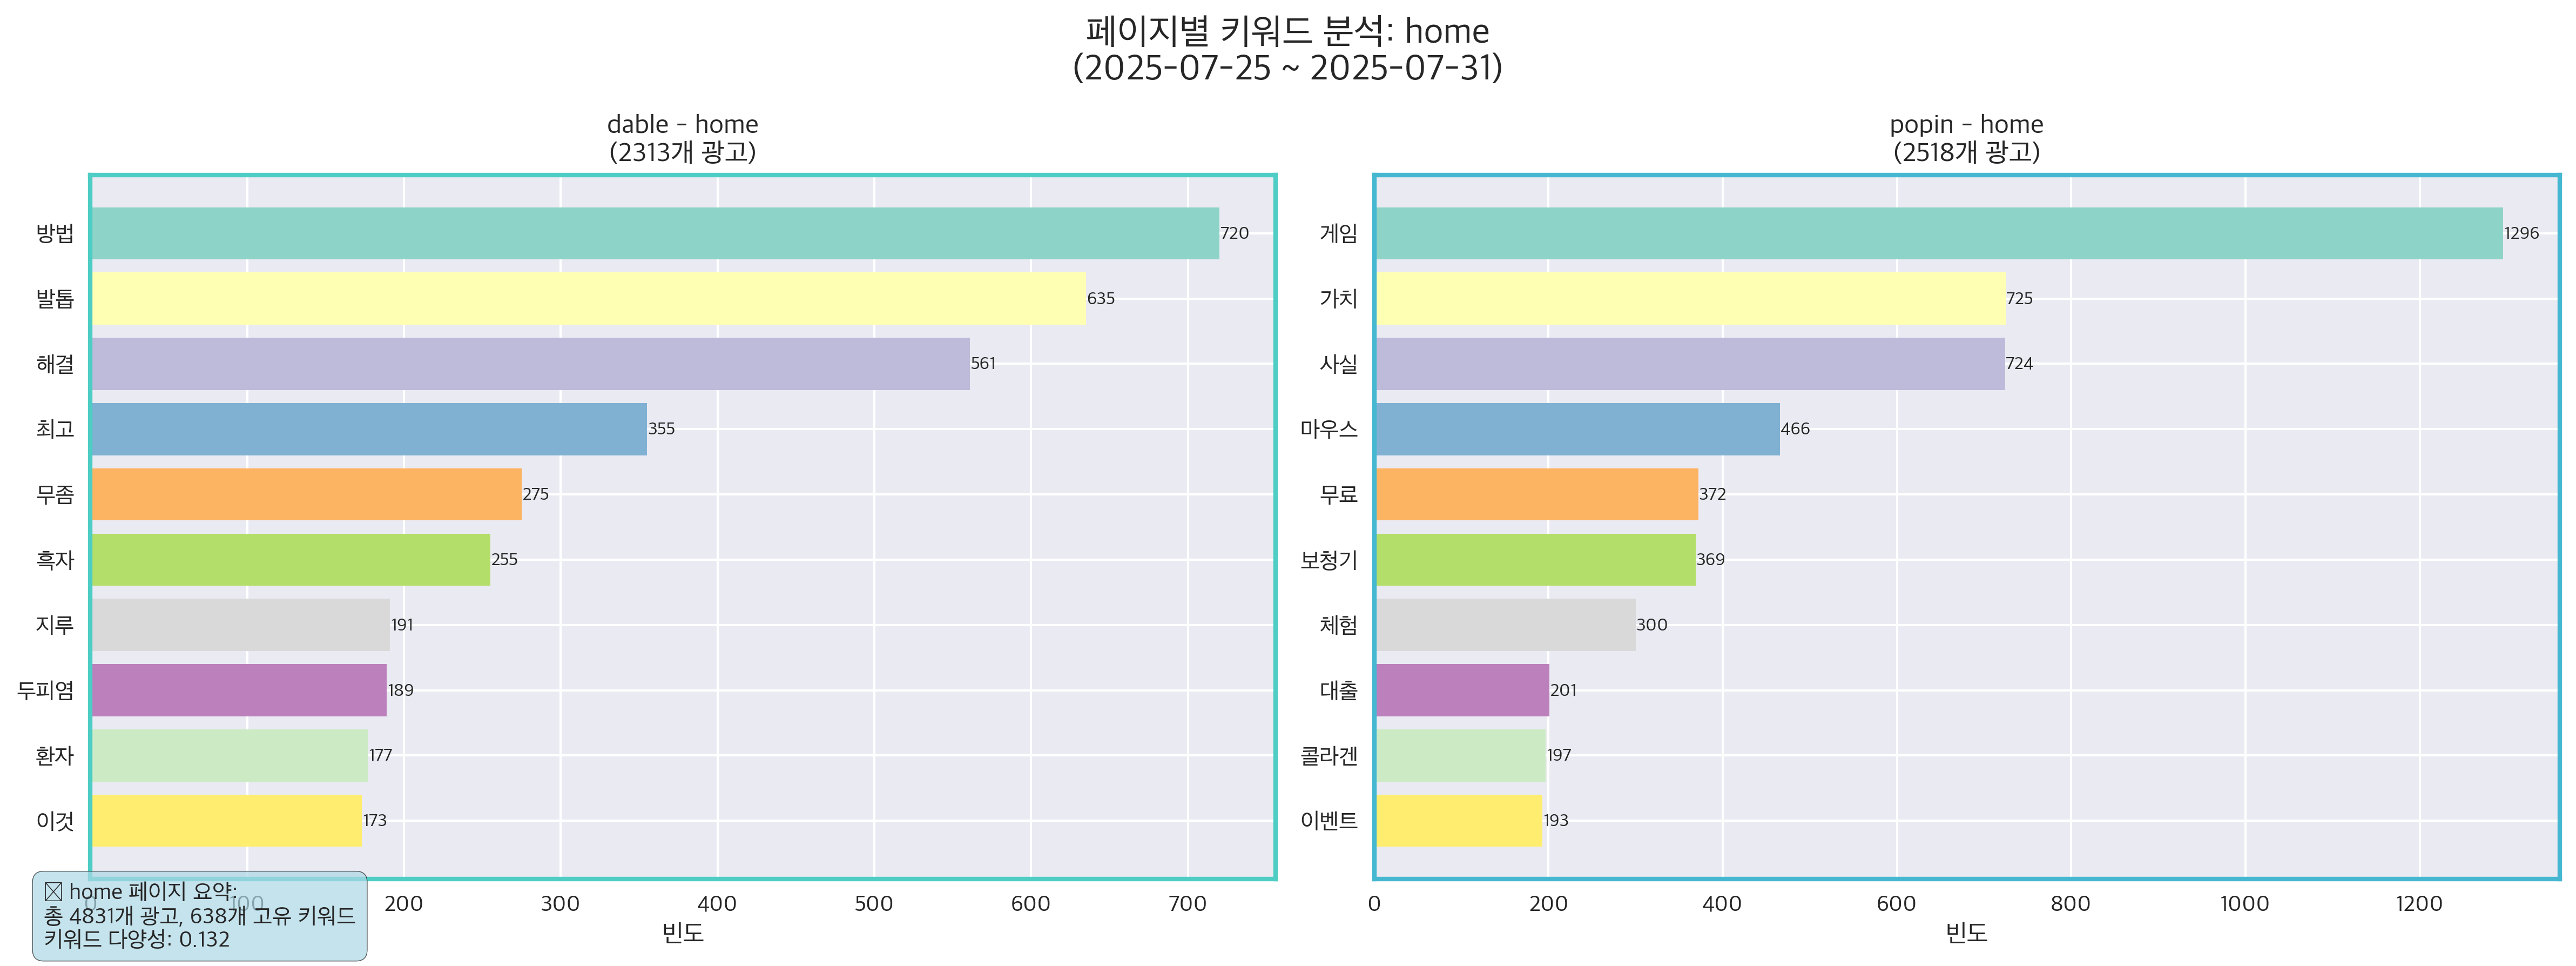 페이지별 키워드 분석: home
(2025-07-25 ~ 2025-07-31)
dable - home
(2313개 광고)
방법
720
발톱
635
해결
561
최고
355
무좀
275
흑자
255
지루
191
두피염
189
환자
177
이것
173
0
100
200
300
400
500
600
700
빈도
home 페이지 요약:
총 4831개 광고, 638개 고유 키워드
키워드 다양성: 0.132
popin - home
(2518개 광고)
게임
1296
가치
725
사실
724
마우스
466
무료
372
보청기
369
체험
300
대출
201
콜라겐
197
이벤트
193
0
200
400
600
800
1000
1200
빈도